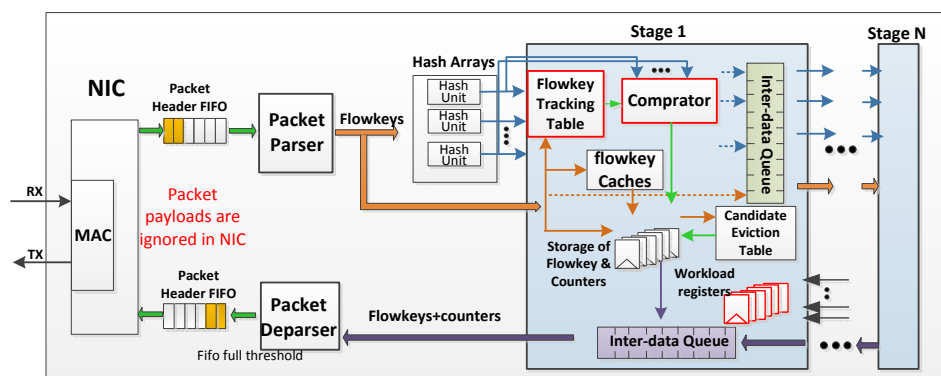 Stage 1
Stage N
NIC
Packet
Header FIFO
Packet
Parser
Flowkeys
Hash Arrays
Hash
Unit
Hash
Unit
Hash
Unit
Flowkey
Tracking
Table
Comprator
Inter-data Queue
flowkey
Caches
RX
TX
MAC
Packet
payloads are
ignored in NIC
Storage of
Flowkey &
Counters
Candidate
Eviction
Table
Workload
registers
Packet
Header FIFO
Packet
Deparser
Flowkeys+counters
Inter-data Queue
Fifo full threshold